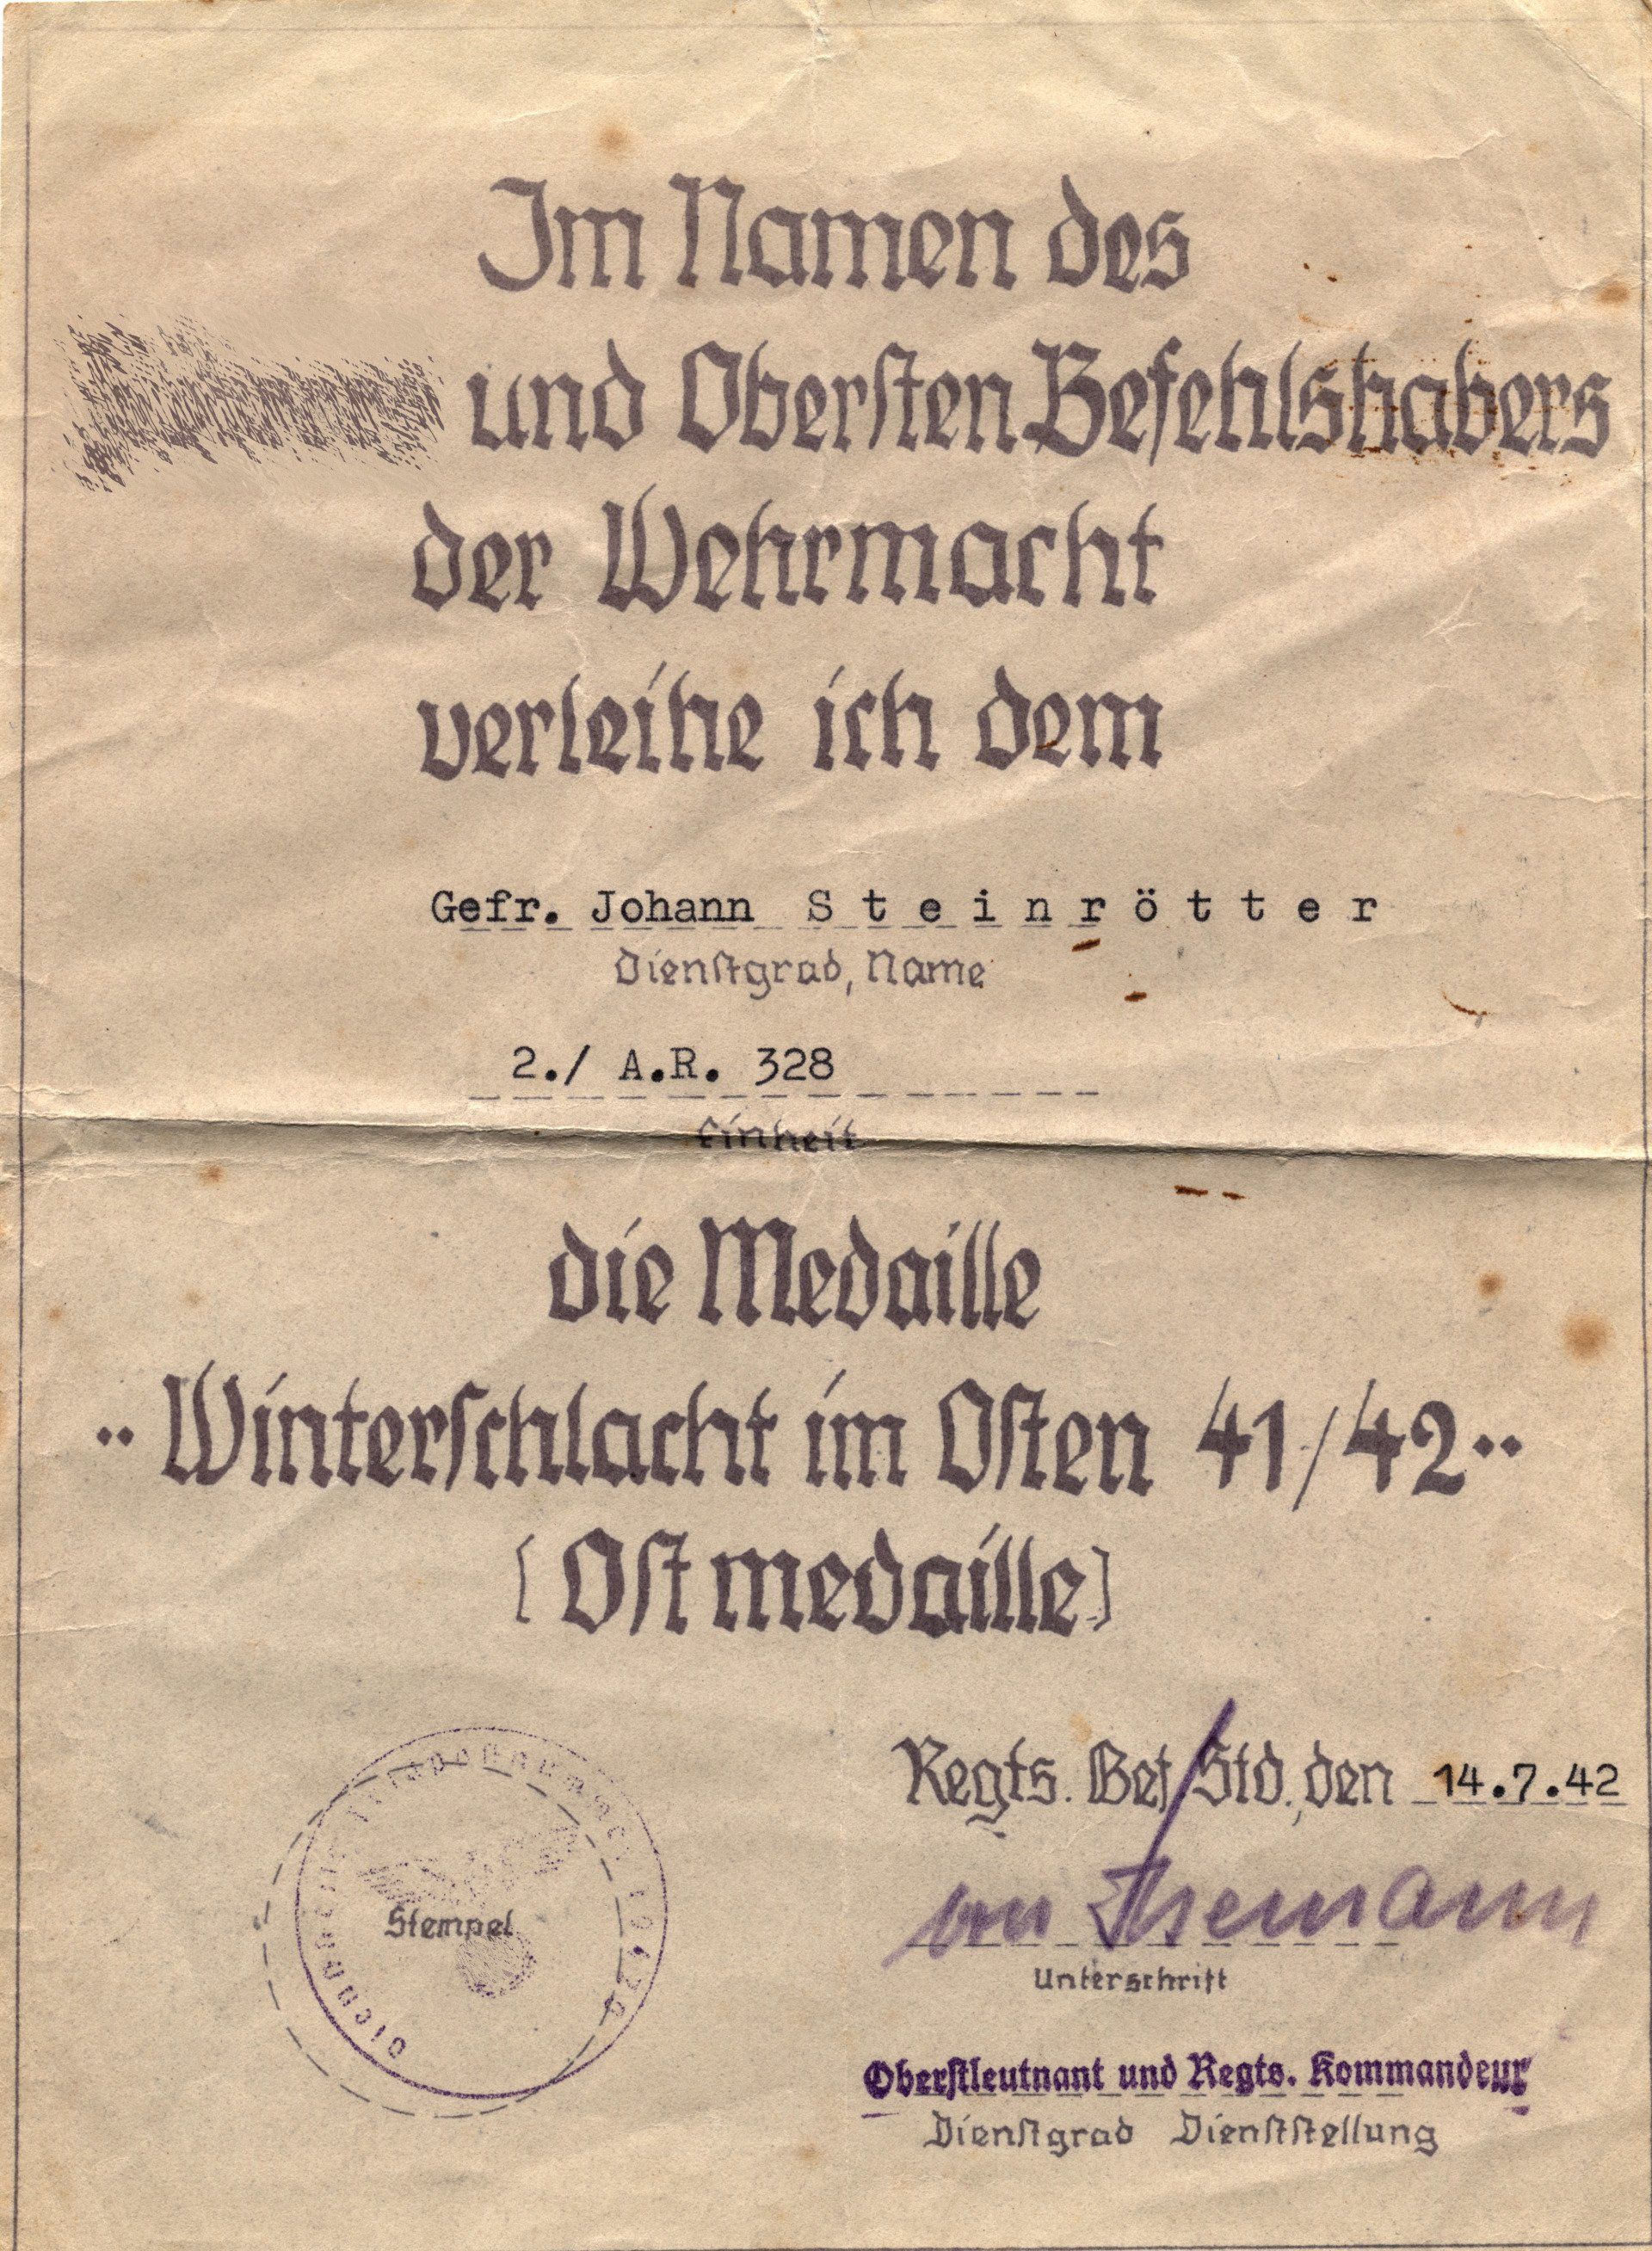 Im Namen des
und Obersten Befehlshabers
der Wehrmacht
verleihe ich dem
Gefr. Johann Steinrötter
Dienstgrad, Name
2./ A.R. 328
Einheit
die Medaille
"Winterschlacht im Osten 41/42"
(Ostmedaille)
Regts. Bef. Std., den 14.7.42
von
Unterschrift
Oberstleutnant und Regts. Kommandeur
Dienstgrad Dienststellung
Stempel